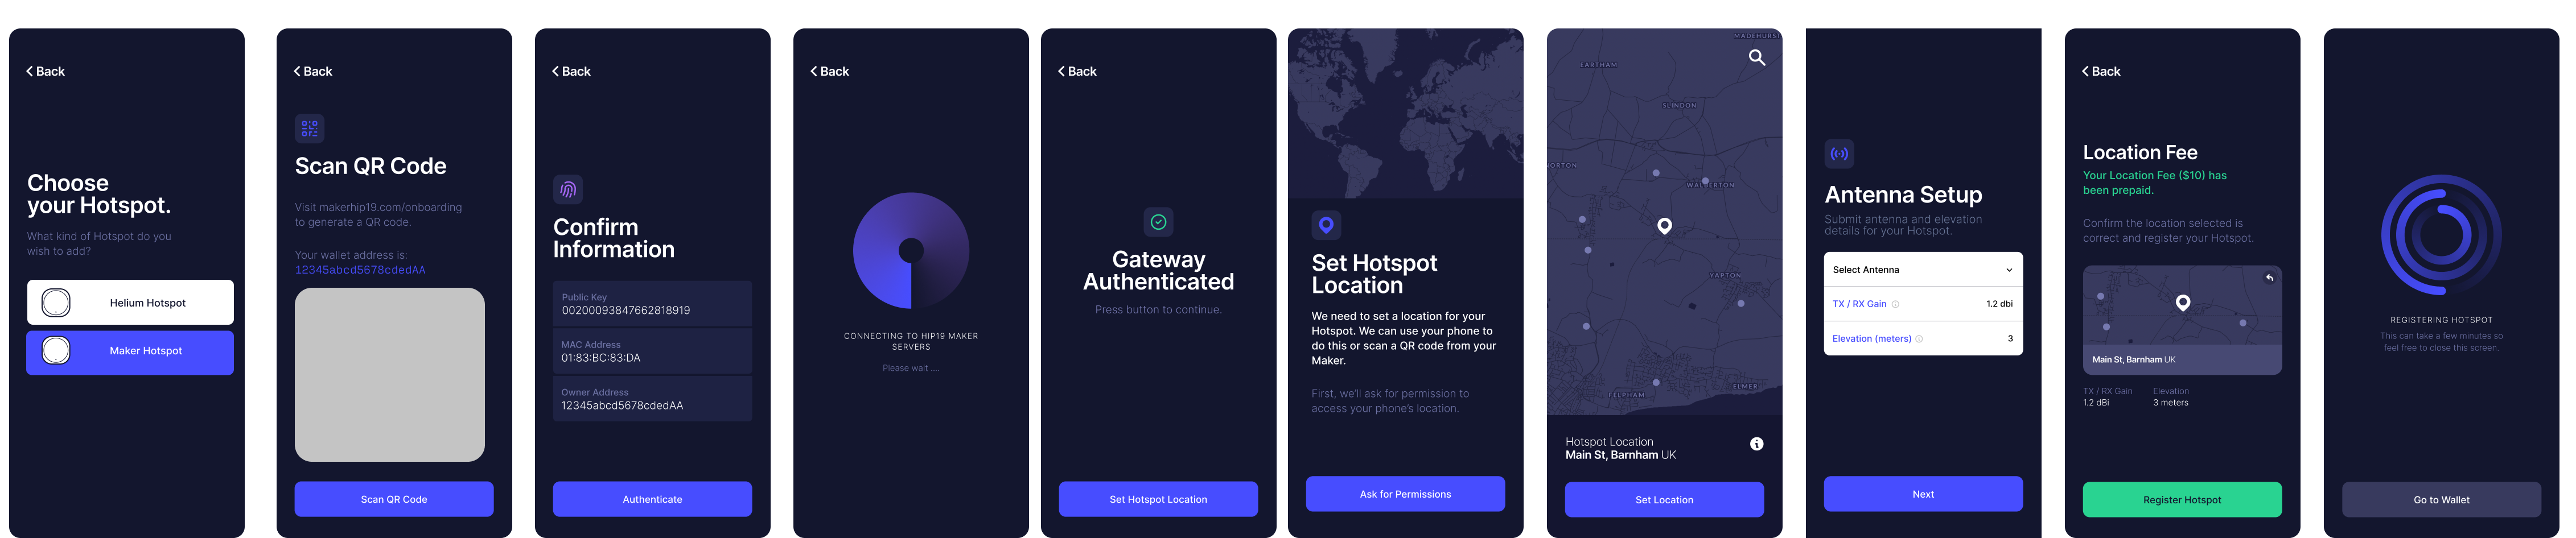 Back
Choose
your Hotspot.
What kind of Hotspot do you
wish to add?
Helium Hotspot
Maker Hotspot
Back
Scan QR Code
Visit makerhip19.com/onboarding
to generate a QR code.
Your wallet address is:
12345abcd5678cdedAA
Scan QR Code
Back
Confirm
Information
Public Key
00200093847662818919
MAC Address
01:83:BC:83:DA
Owner Address
12345abcd5678cdedAA
Authenticate
Back
CONNECTING TO HIP19 MAKER
SERVERS
Please wait ....
Back
Gateway
Authenticated
Press button to continue.
Set Hotspot Location
Set Hotspot
Location
We need to set a location for your
Hotspot. We can use your phone to
do this or scan a QR code from your
Maker.
First, we'll ask for permission to
access your phone's location.
Ask for Permissions
MADEHURST
EARTHAM
SLINDON
NORTON
WALBERTON
YAPTON
ELMER
FELPHAM
Hotspot Location
Main St, Barnham UK
Set Location
Antenna Setup
Submit antenna and elevation
details for your Hotspot.
Select Antenna
TX / RX Gain 1.2 dbi
Elevation (meters) 3
Next
Back
Location Fee
Your Location Fee ($10) has
been prepaid.
Confirm the location selected is
correct and register your Hotspot.
Main St, Barnham UK
TX / RX Gain Elevation
1.2 dBi 3 meters
Register Hotspot
REGISTERING HOTSPOT
This can take a few minutes so
feel free to close this screen.
Go to Wallet